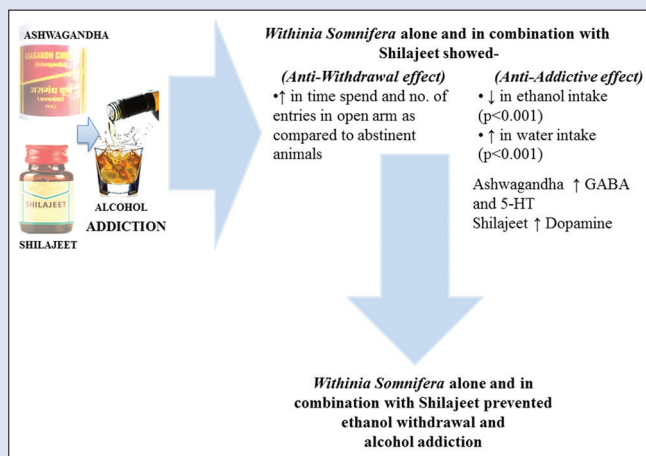 ASHWAGANDHA
ASAGANDH CHURNA
असगंध चूर्ण
SHILAJEET
SHILAJEET
ALCOHOL
ADDICTION
Withinia Somnifera alone and in combination with
Shilajeet showed-
(Anti-Withdrawal effect)
•↑ in time spend and no. of
entries in open arm as
compared to abstinent
animals
(Anti-Addictive effect)
• ↓ in ethanol intake
(p<0.001)
• ↑ in water intake
(p<0.001)
Ashwagandha ↑ GABA
and 5-HT
Shilajeet ↑ Dopamine
Withinia Somnifera alone and in
combination with Shilajeet prevented
ethanol withdrawal and
alcohol addiction